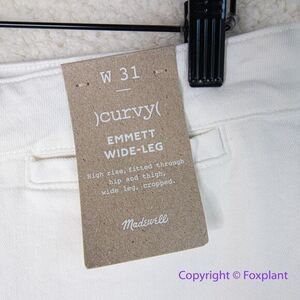 W 31
)curvy(
EMMETT
WIDE-LEG
High rise, fitted through
hip and thigh,
wide leg, cropped.
Madewell
Copyright © Foxplant